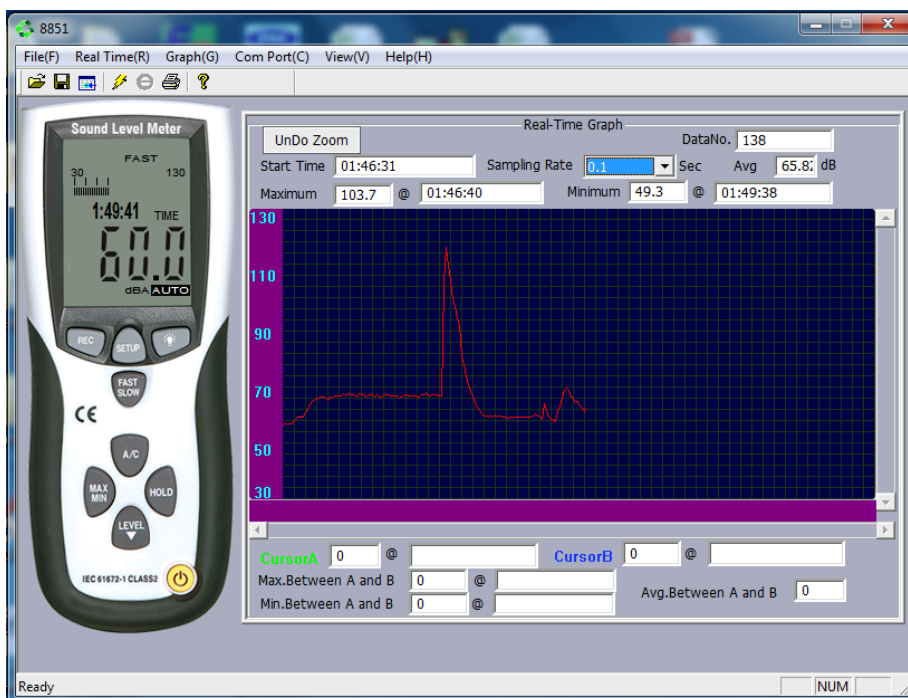 8851
File(F) Real Time(R) Graph(G) Com Port(C) View(V) Help(H)
Sound Level Meter
FAST
30 130
1:49:41 TIME
60.0
dBA AUTO
REC SETUP
FAST
SLOW
CE
A/C
MAX
MIN
HOLD
LEVEL
IEC 61672-1 CLASS2
Real-Time Graph
UnDo Zoom DataNo. 138
Start Time 01:46:31 Sampling Rate 0.1 Sec Avg 65.82 dB
Maximum 103.7 @ 01:46:40 Minimum 49.3 @ 01:49:38
130
110
90
70
50
30
CursorA 0 @ CursorB 0 @
Max.Between A and B 0 @
Min.Between A and B 0 @
Avg.Between A and B 0
Ready NUM